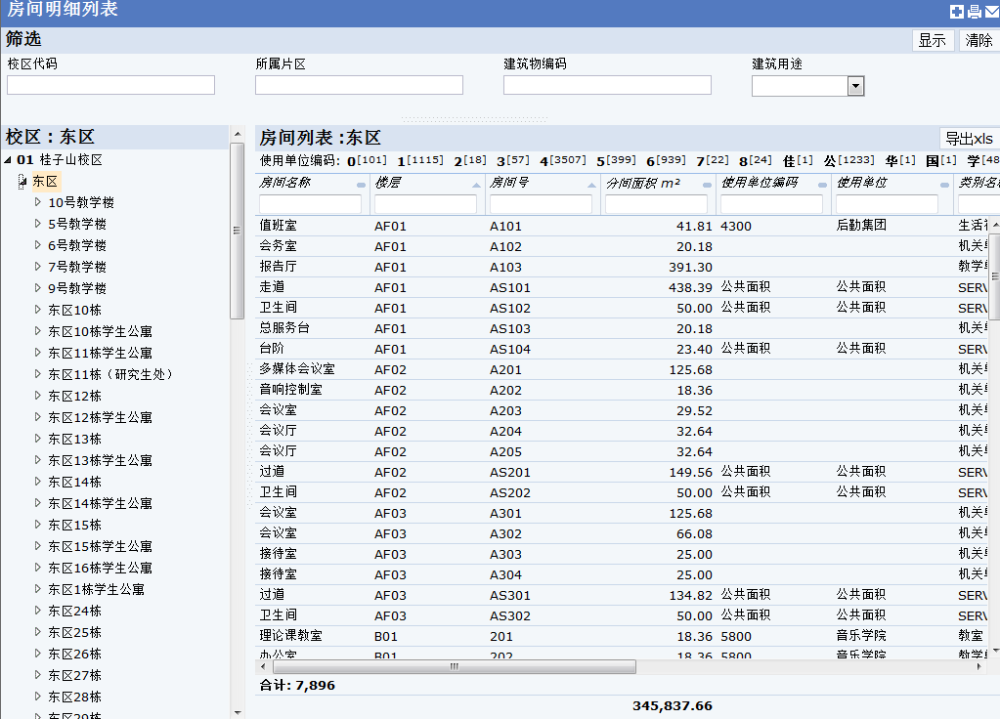 房间明细列表
筛选 显示 清除
校区代码 所属片区 建筑物编码 建筑用途
校区：东区
01 桂子山校区
东区
10号教学楼
5号教学楼
6号教学楼
7号教学楼
9号教学楼
东区10栋
东区10栋学生公寓
东区11栋学生公寓
东区11栋（研究生处）
东区12栋
东区12栋学生公寓
东区13栋
东区13栋学生公寓
东区14栋
东区14栋学生公寓
东区15栋
东区15栋学生公寓
东区16栋学生公寓
东区1栋学生公寓
东区24栋
东区25栋
东区26栋
东区27栋
东区28栋
东区29栋
房间列表:东区 导出xls
使用单位编码: 0[101] 1[1115] 2[18] 3[57] 4[3507] 5[399] 6[939] 7[22] 8[24] 佳[1] 公[1233] 华[1] 国[1] 学[48
房间名称 楼层 房间号 分间面积 m² 使用单位编码 使用单位 类别名
值班室 AF01 A101 41.81 4300 后勤集团 生活
会务室 AF01 A102 20.18 机关
报告厅 AF01 A103 391.30 教学
走道 AF01 AS101 438.39 公共面积 公共面积 SERV
卫生间 AF01 AS102 50.00 公共面积 公共面积 SERV
总服务台 AF01 AS103 20.18 机关
台阶 AF01 AS104 23.40 公共面积 公共面积 SERV
多媒体会议室 AF02 A201 125.68 机关
音响控制室 AF02 A202 18.36 机关
会议室 AF02 A203 29.52 机关
会议厅 AF02 A204 32.64 机关
会议厅 AF02 A205 32.64 机关
过道 AF02 AS201 149.56 公共面积 公共面积 SERV
卫生间 AF02 AS202 50.00 公共面积 公共面积 SERV
会议室 AF03 A301 125.68 机关
会议室 AF03 A302 66.08 机关
接待室 AF03 A303 25.00 机关
接待室 AF03 A304 25.00 机关
过道 AF03 AS301 134.82 公共面积 公共面积 SERV
卫生间 AF03 AS302 50.00 公共面积 公共面积 SERV
理论课教室 B01 201 18.36 5800 音乐学院 教室
办公室 B01 202 18.36 5800 音乐学院 教学
合计: 7,896
345,837.66